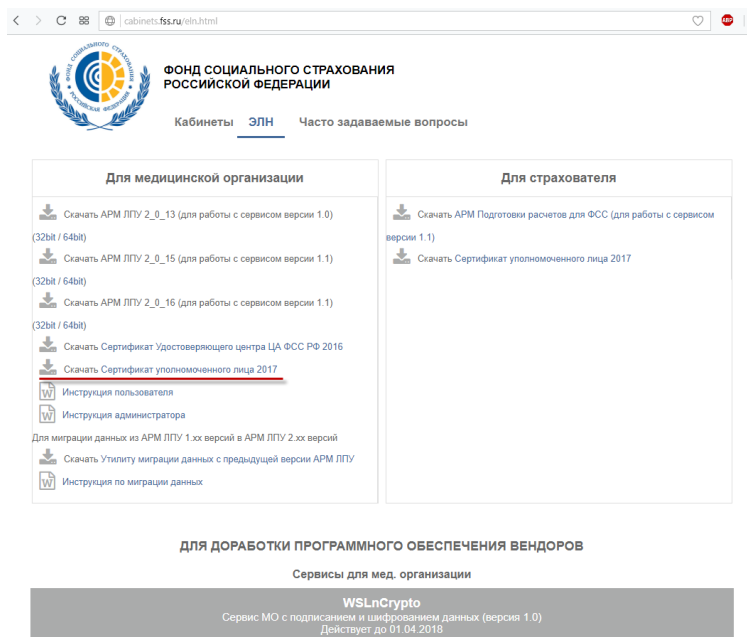 cabinets.fss.ru/eln.html
ABP
ФОНД СОЦИАЛЬНОГО СТРАХОВАНИЯ
РОССИЙСКОЙ ФЕДЕРАЦИИ
ФОНД СОЦИАЛЬНОГО СТРАХОВАНИЯ
РОССИЙСКОЙ ФЕДЕРАЦИИ
Кабинеты ЭЛН Часто задаваемые вопросы
Для медицинской организации
Скачать АРМ ЛПУ 2_0_13 (для работы с сервисом версии 1.0)
(32bit / 64bit)
Скачать АРМ ЛПУ 2_0_15 (для работы с сервисом версии 1.1)
(32bit / 64bit)
Скачать АРМ ЛПУ 2_0_16 (для работы с сервисом версии 1.1)
(32bit / 64bit)
Скачать Сертификат Удостоверяющего центра ЦА ФСС РФ 2016
Скачать Сертификат уполномоченного лица 2017
W Инструкция пользователя
W Инструкция администратора
Для миграции данных из АРМ ЛПУ 1.xx версий в АРМ ЛПУ 2.xx версий
Скачать Утилиту миграции данных с предыдущей версии АРМ ЛПУ
W Инструкция по миграции данных
Для страхователя
Скачать АРМ Подготовки расчетов для ФСС (для работы с сервисом
версии 1.1)
Скачать Сертификат уполномоченного лица 2017
ДЛЯ ДОРАБОТКИ ПРОГРАММНОГО ОБЕСПЕЧЕНИЯ ВЕНДОРОВ
Сервисы для мед. организации
WSLnCrypto
Сервис МО с подписанием и шифрованием данных (версия 1.0)
Действует до 01.04.2018